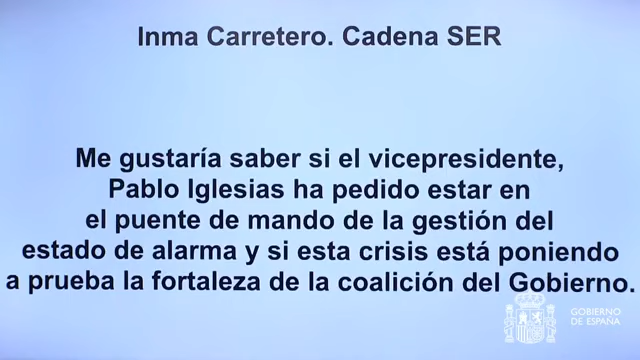 Inma Carretero. Cadena SER
Me gustaría saber si el vicepresidente,
Pablo Iglesias ha pedido estar en
el puente de mando de la gestión del
estado de alarma y si esta crisis está poniendo
a prueba la fortaleza de la coalición del Gobierno.
GOBIERNO
DE ESPAÑA